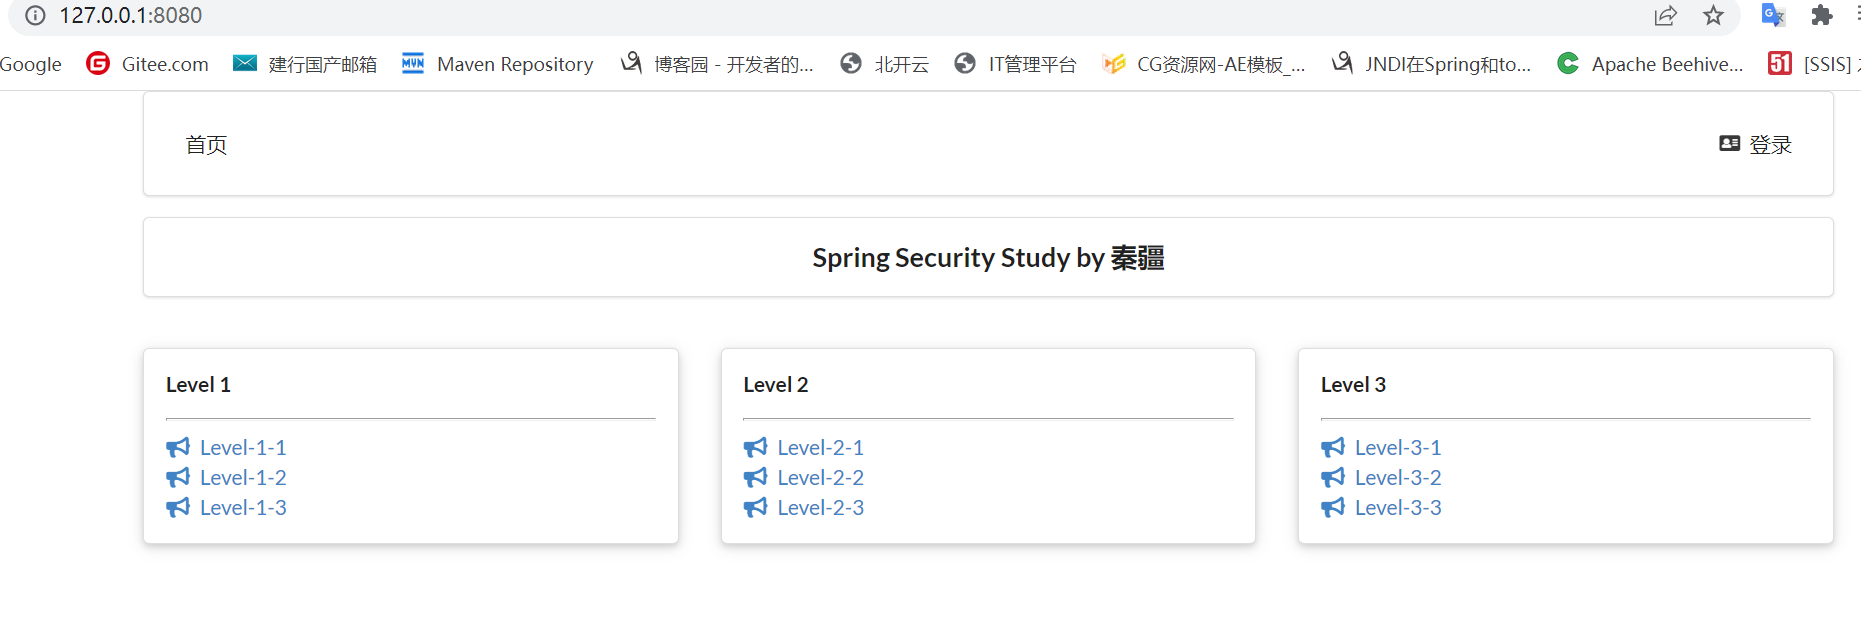 127.0.0.1:8080
Google Gitee.com 建行国产邮箱 Maven Repository 博客园 - 开发者的... 北开云 IT管理平台 CG资源网-AE模板_... JNDI在Spring和to... Apache Beehive... 51 [SSIS]
首页 登录
Spring Security Study by 秦疆
Level 1
Level-1-1
Level-1-2
Level-1-3
Level 2
Level-2-1
Level-2-2
Level-2-3
Level 3
Level-3-1
Level-3-2
Level-3-3